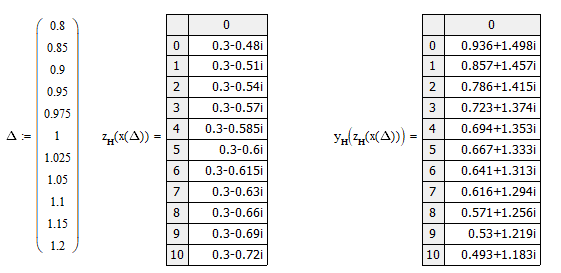 0.8
0.85
0.9
0.95
0.975
Δ := 1
1.025
1.05
1.1
1.15
1.2
z_H(x(Δ)) =
0
0 0.3-0.48i
1 0.3-0.51i
2 0.3-0.54i
3 0.3-0.57i
4 0.3-0.585i
5 0.3-0.6i
6 0.3-0.615i
7 0.3-0.63i
8 0.3-0.66i
9 0.3-0.69i
10 0.3-0.72i
y_H(z_H(x(Δ))) =
0
0 0.936+1.498i
1 0.857+1.457i
2 0.786+1.415i
3 0.723+1.374i
4 0.694+1.353i
5 0.667+1.333i
6 0.641+1.313i
7 0.616+1.294i
8 0.571+1.256i
9 0.53+1.219i
10 0.493+1.183i